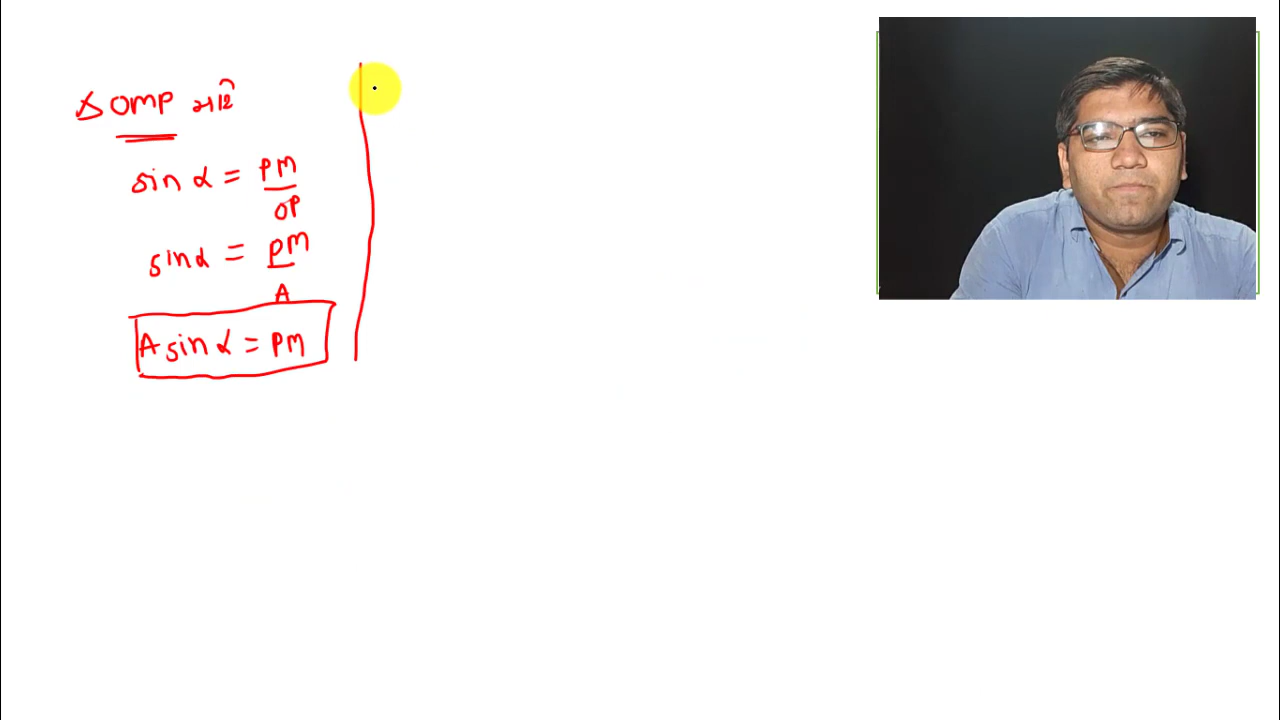 Δ OMP માટે
sin α = PM / OP
sin α = PM / A
A sin α = PM